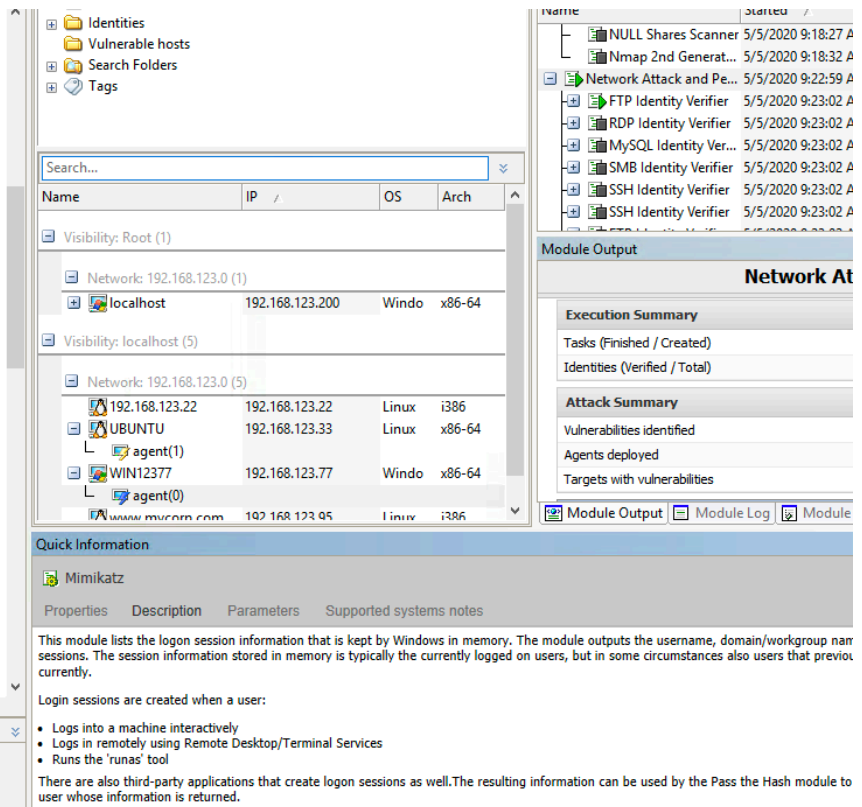 Identities
Vulnerable hosts
Search Folders
Tags
Search...
Name IP OS Arch
Visibility: Root (1)
Network: 192.168.123.0 (1)
localhost 192.168.123.200 Windo x86-64
Visibility: localhost (5)
Network: 192.168.123.0 (5)
192.168.123.22 192.168.123.22 Linux i386
UBUNTU 192.168.123.33 Linux x86-64
agent(1)
WIN12377 192.168.123.77 Windo x86-64
agent(0)
www.mycorp.com 192.168.123.95 Linux i386
Name Started
NULL Shares Scanner 5/5/2020 9:18:27 A
Nmap 2nd Generat... 5/5/2020 9:18:32 A
Network Attack and Pe... 5/5/2020 9:22:59 A
FTP Identity Verifier 5/5/2020 9:23:02 A
RDP Identity Verifier 5/5/2020 9:23:02 A
MySQL Identity Ver... 5/5/2020 9:23:02 A
SMB Identity Verifier 5/5/2020 9:23:02 A
SSH Identity Verifier 5/5/2020 9:23:02 A
SSH Identity Verifier 5/5/2020 9:23:02 A
Module Output
Network At
Execution Summary
Tasks (Finished / Created)
Identities (Verified / Total)
Attack Summary
Vulnerabilities identified
Agents deployed
Targets with vulnerabilities
Module Output Module Log Module
Quick Information
Mimikatz
Properties Description Parameters Supported systems notes
This module lists the logon session information that is kept by Windows in memory. The module outputs the username, domain/workgroup nam
sessions. The session information stored in memory is typically the currently logged on users, but in some circumstances also users that previou
currently.
Login sessions are created when a user:
• Logs into a machine interactively
• Logs in remotely using Remote Desktop/Terminal Services
• Runs the 'runas' tool
There are also third-party applications that create logon sessions as well.The resulting information can be used by the Pass the Hash module to
user whose information is returned.